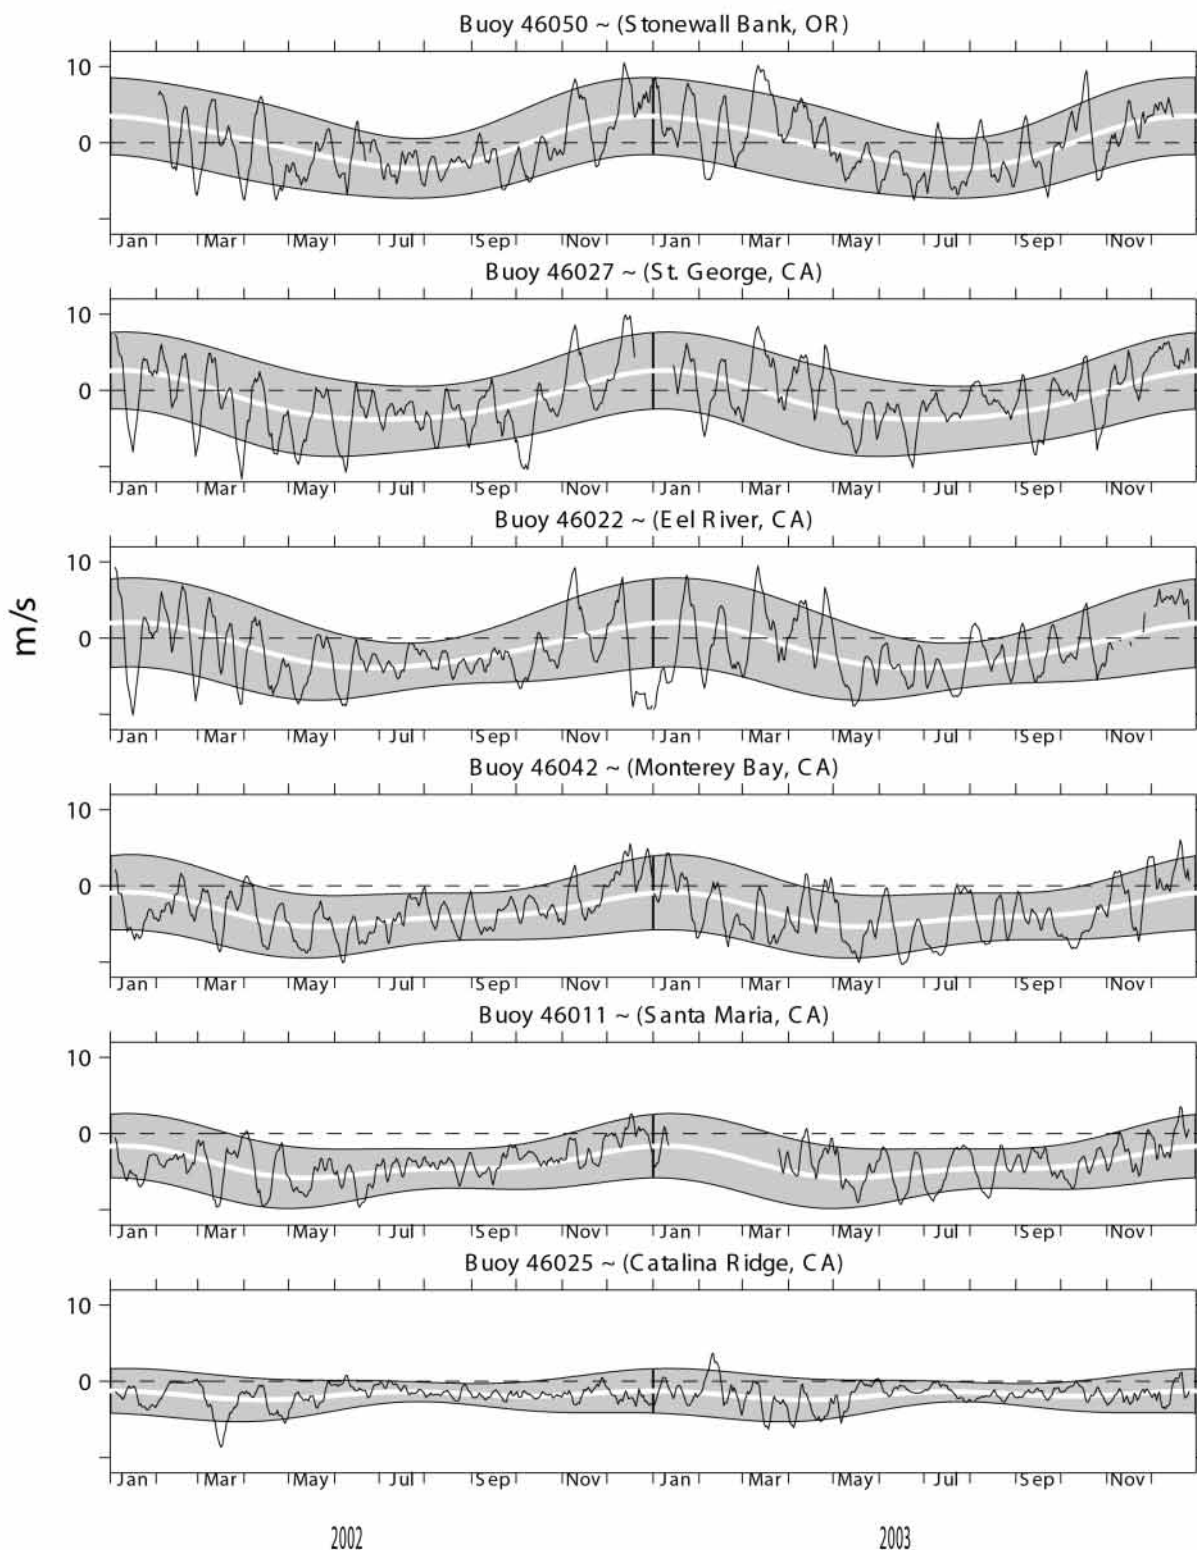 Buoy 46050 ~ (Stonewall Bank, OR)
10
0
Jan Mar May Jul Sep Nov Jan Mar May Jul Sep Nov
Buoy 46027 ~ (St. George, CA)
10
0
Jan Mar May Jul Sep Nov Jan Mar May Jul Sep Nov
Buoy 46022 ~ (Eel River, CA)
10
0
m/s
Jan Mar May Jul Sep Nov Jan Mar May Jul Sep Nov
Buoy 46042 ~ (Monterey Bay, CA)
10
0
Jan Mar May Jul Sep Nov Jan Mar May Jul Sep Nov
Buoy 46011 ~ (Santa Maria, CA)
10
0
Jan Mar May Jul Sep Nov Jan Mar May Jul Sep Nov
Buoy 46025 ~ (Catalina Ridge, CA)
10
0
Jan Mar May Jul Sep Nov Jan Mar May Jul Sep Nov
2002 2003